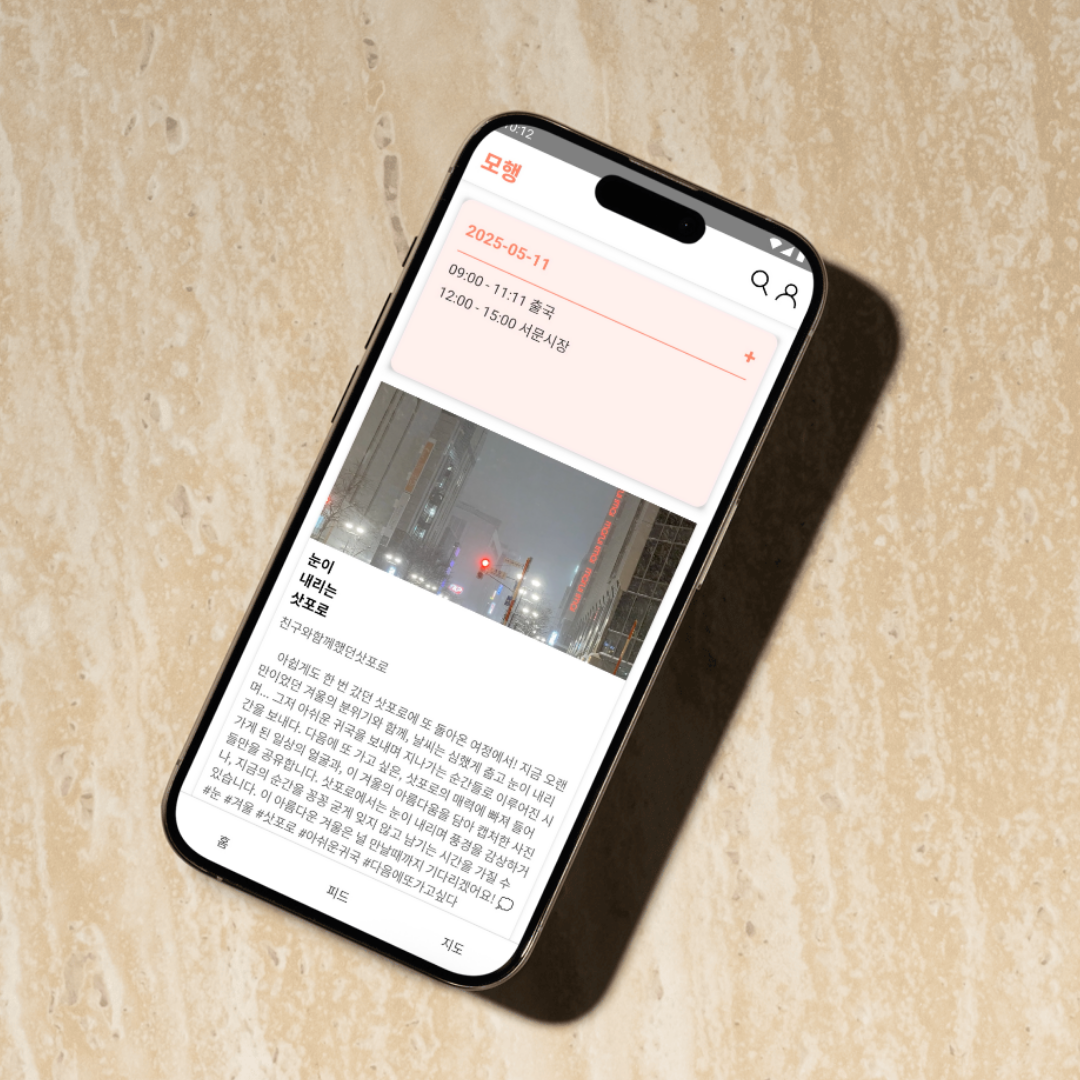 모행
2025-05-11
+
09:00 - 11:11 출국
12:00 - 15:00 서문시장
눈이
내리는
삿포로
친구와함께했던삿포로
아쉽게도 한 번 갔던 삿포로에 또 돌아온 여정에서! 지금 오랜
만이었던 겨울의 분위기와 함께, 날씨는 심했게 춥고 눈이 내리
며... 그저 아쉬운 귀국을 보내며 지나가는 순간들로 이루어진 시
간을 보내다. 다음에 또 가고 싶은, 삿포로의 매력에 빠져 들어
가게 된 일상의 얼굴과, 이 겨울의 아름다움을 담아 캡처한 사진
들만을 공유합니다. 삿포로에서는 눈이 내리며 풍경을 감상하거
나, 지금의 순간을 꽁꽁 굳게 잊지 않고 남기는 시간을 가질 수
있습니다. 이 아름다운 겨울은 널 만날때까지 기다리겠어요!
#눈 #겨울 #삿포로 #아쉬운귀국 #다음에또가고싶다
홈
피드
지도